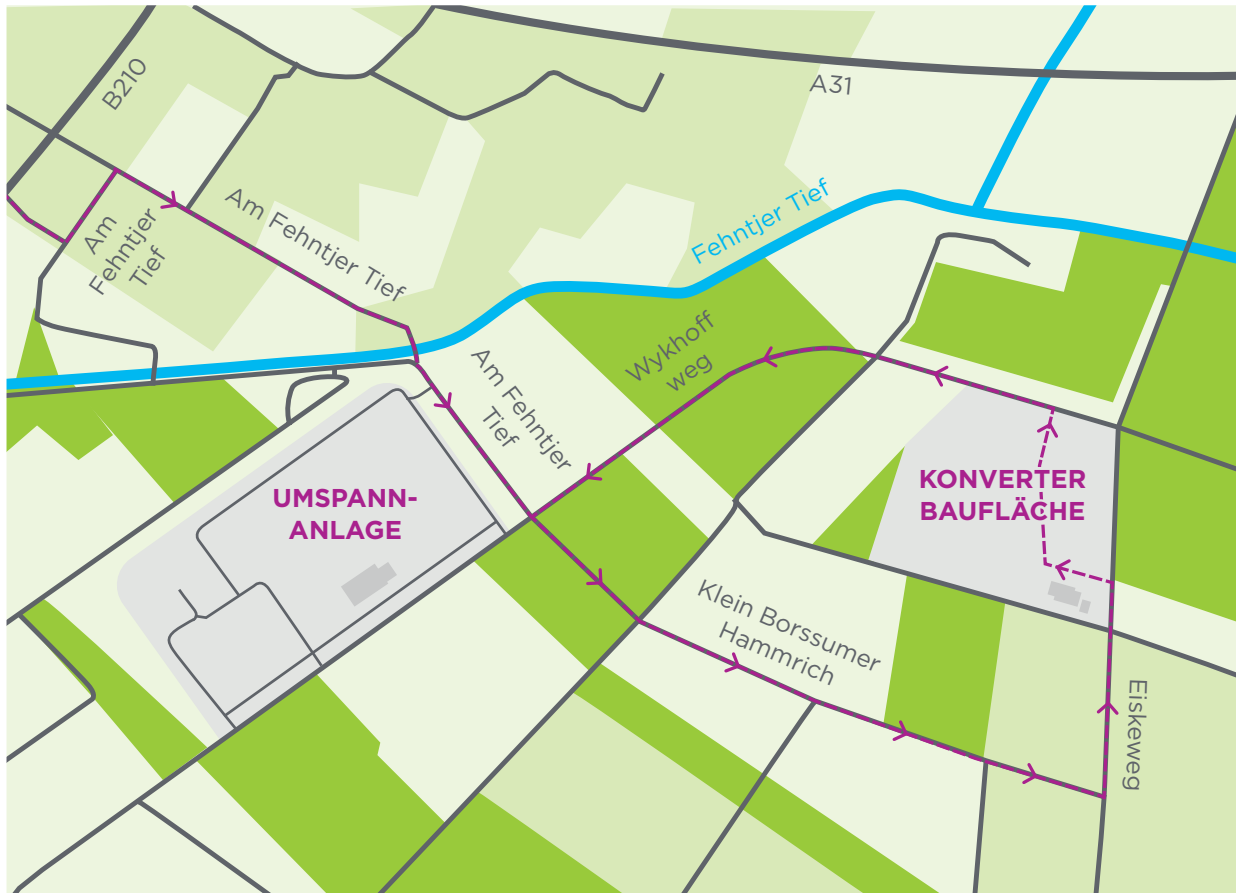 B210
A31
Am
Fehntjer
Tief
Am Fehntjer Tief
Fehntjer Tief
Wykhoff
weg
Am Fehntjer
Tief
UMSPANN-
ANLAGE
KONVERTER
BAUFLÄCHE
Klein Borssumer
Hammrich
Eiskeweg